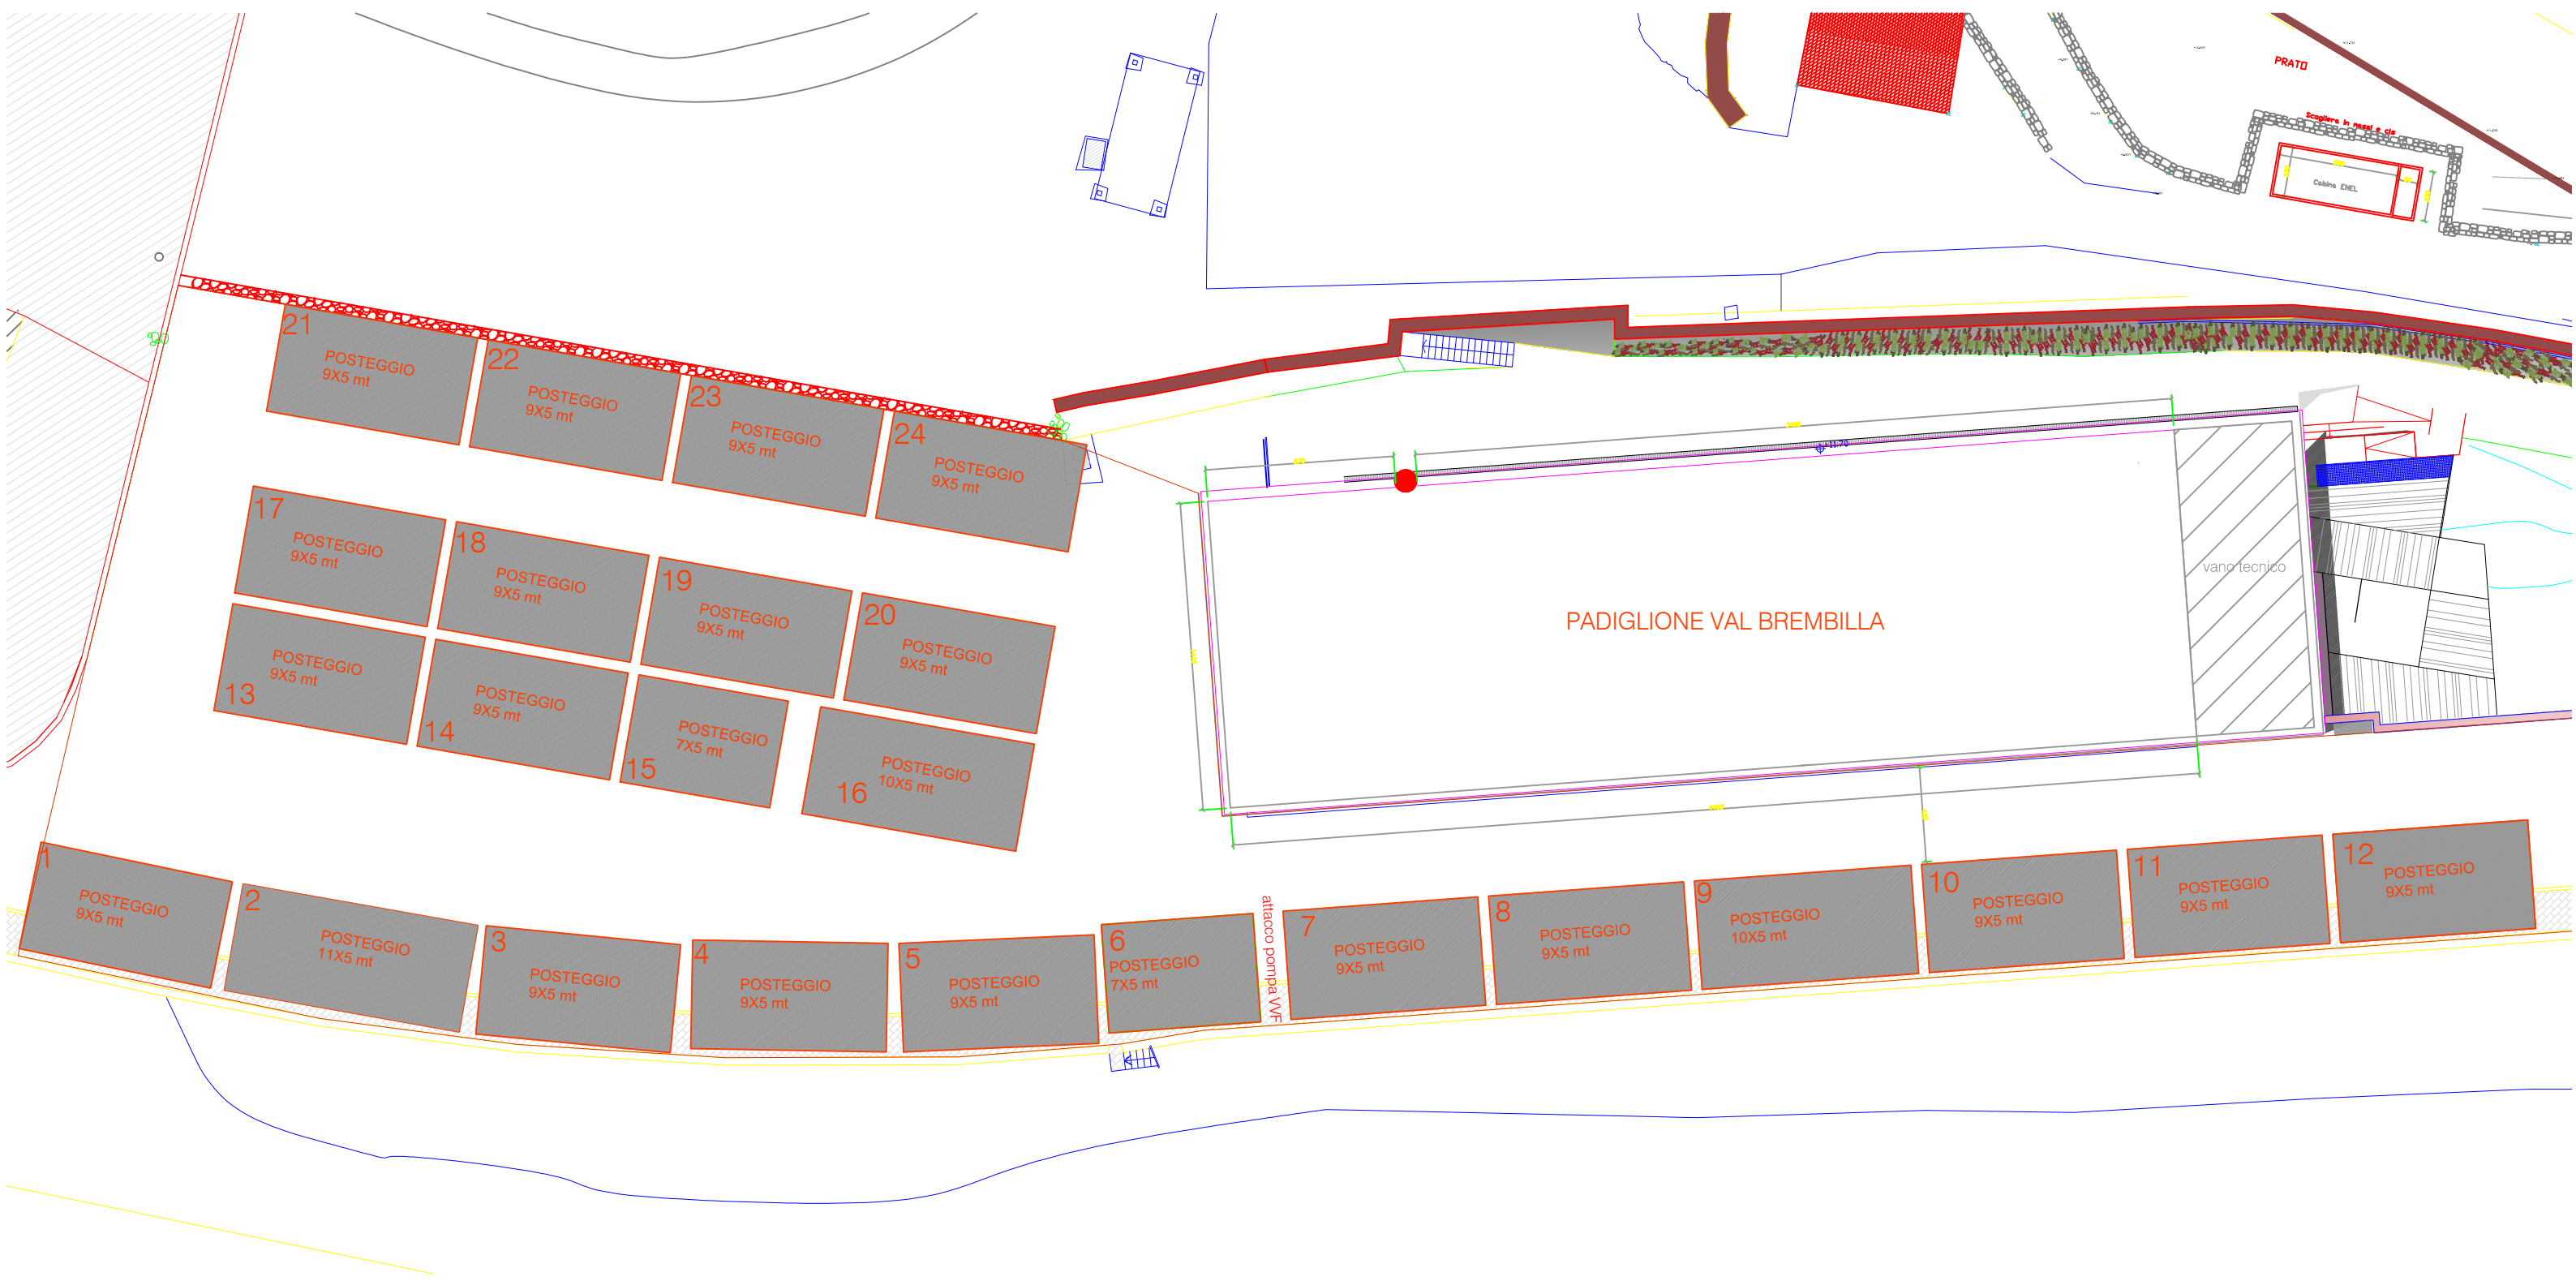 PRATO
Scogliera in massi e cls
Cabina ENEL
21
POSTEGGIO
9X5 mt
22
POSTEGGIO
9X5 mt
23
POSTEGGIO
9X5 mt
24
POSTEGGIO
9X5 mt
17
POSTEGGIO
9X5 mt
18
POSTEGGIO
9X5 mt
19
POSTEGGIO
9X5 mt
20
POSTEGGIO
9X5 mt
POSTEGGIO
9X5 mt
13
POSTEGGIO
9X5 mt
14
POSTEGGIO
7X5 mt
15
POSTEGGIO
10X5 mt
16
vano tecnico
PADIGLIONE VAL BREMBILLA
1
POSTEGGIO
9X5 mt
2
POSTEGGIO
11X5 mt
3
POSTEGGIO
9X5 mt
4
POSTEGGIO
9X5 mt
5
POSTEGGIO
9X5 mt
6
POSTEGGIO
7X5 mt
attacco pompa VVF
7
POSTEGGIO
9X5 mt
8
POSTEGGIO
9X5 mt
9
POSTEGGIO
10X5 mt
10
POSTEGGIO
9X5 mt
11
POSTEGGIO
9X5 mt
12
POSTEGGIO
9X5 mt